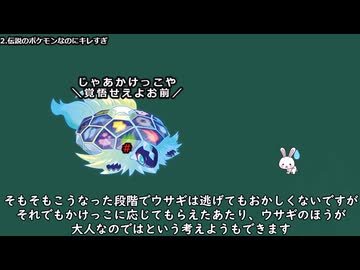 2.伝説のポケモンなのにキレすぎ
じゃあかけっこや
＼覚悟せえよお前／
そもそもこうなった段階でウサギは逃げてもおかしくないですが
それでもかけっこに応じてもらえたあたり、ウサギのほうが
大人なのではという考えようもできます